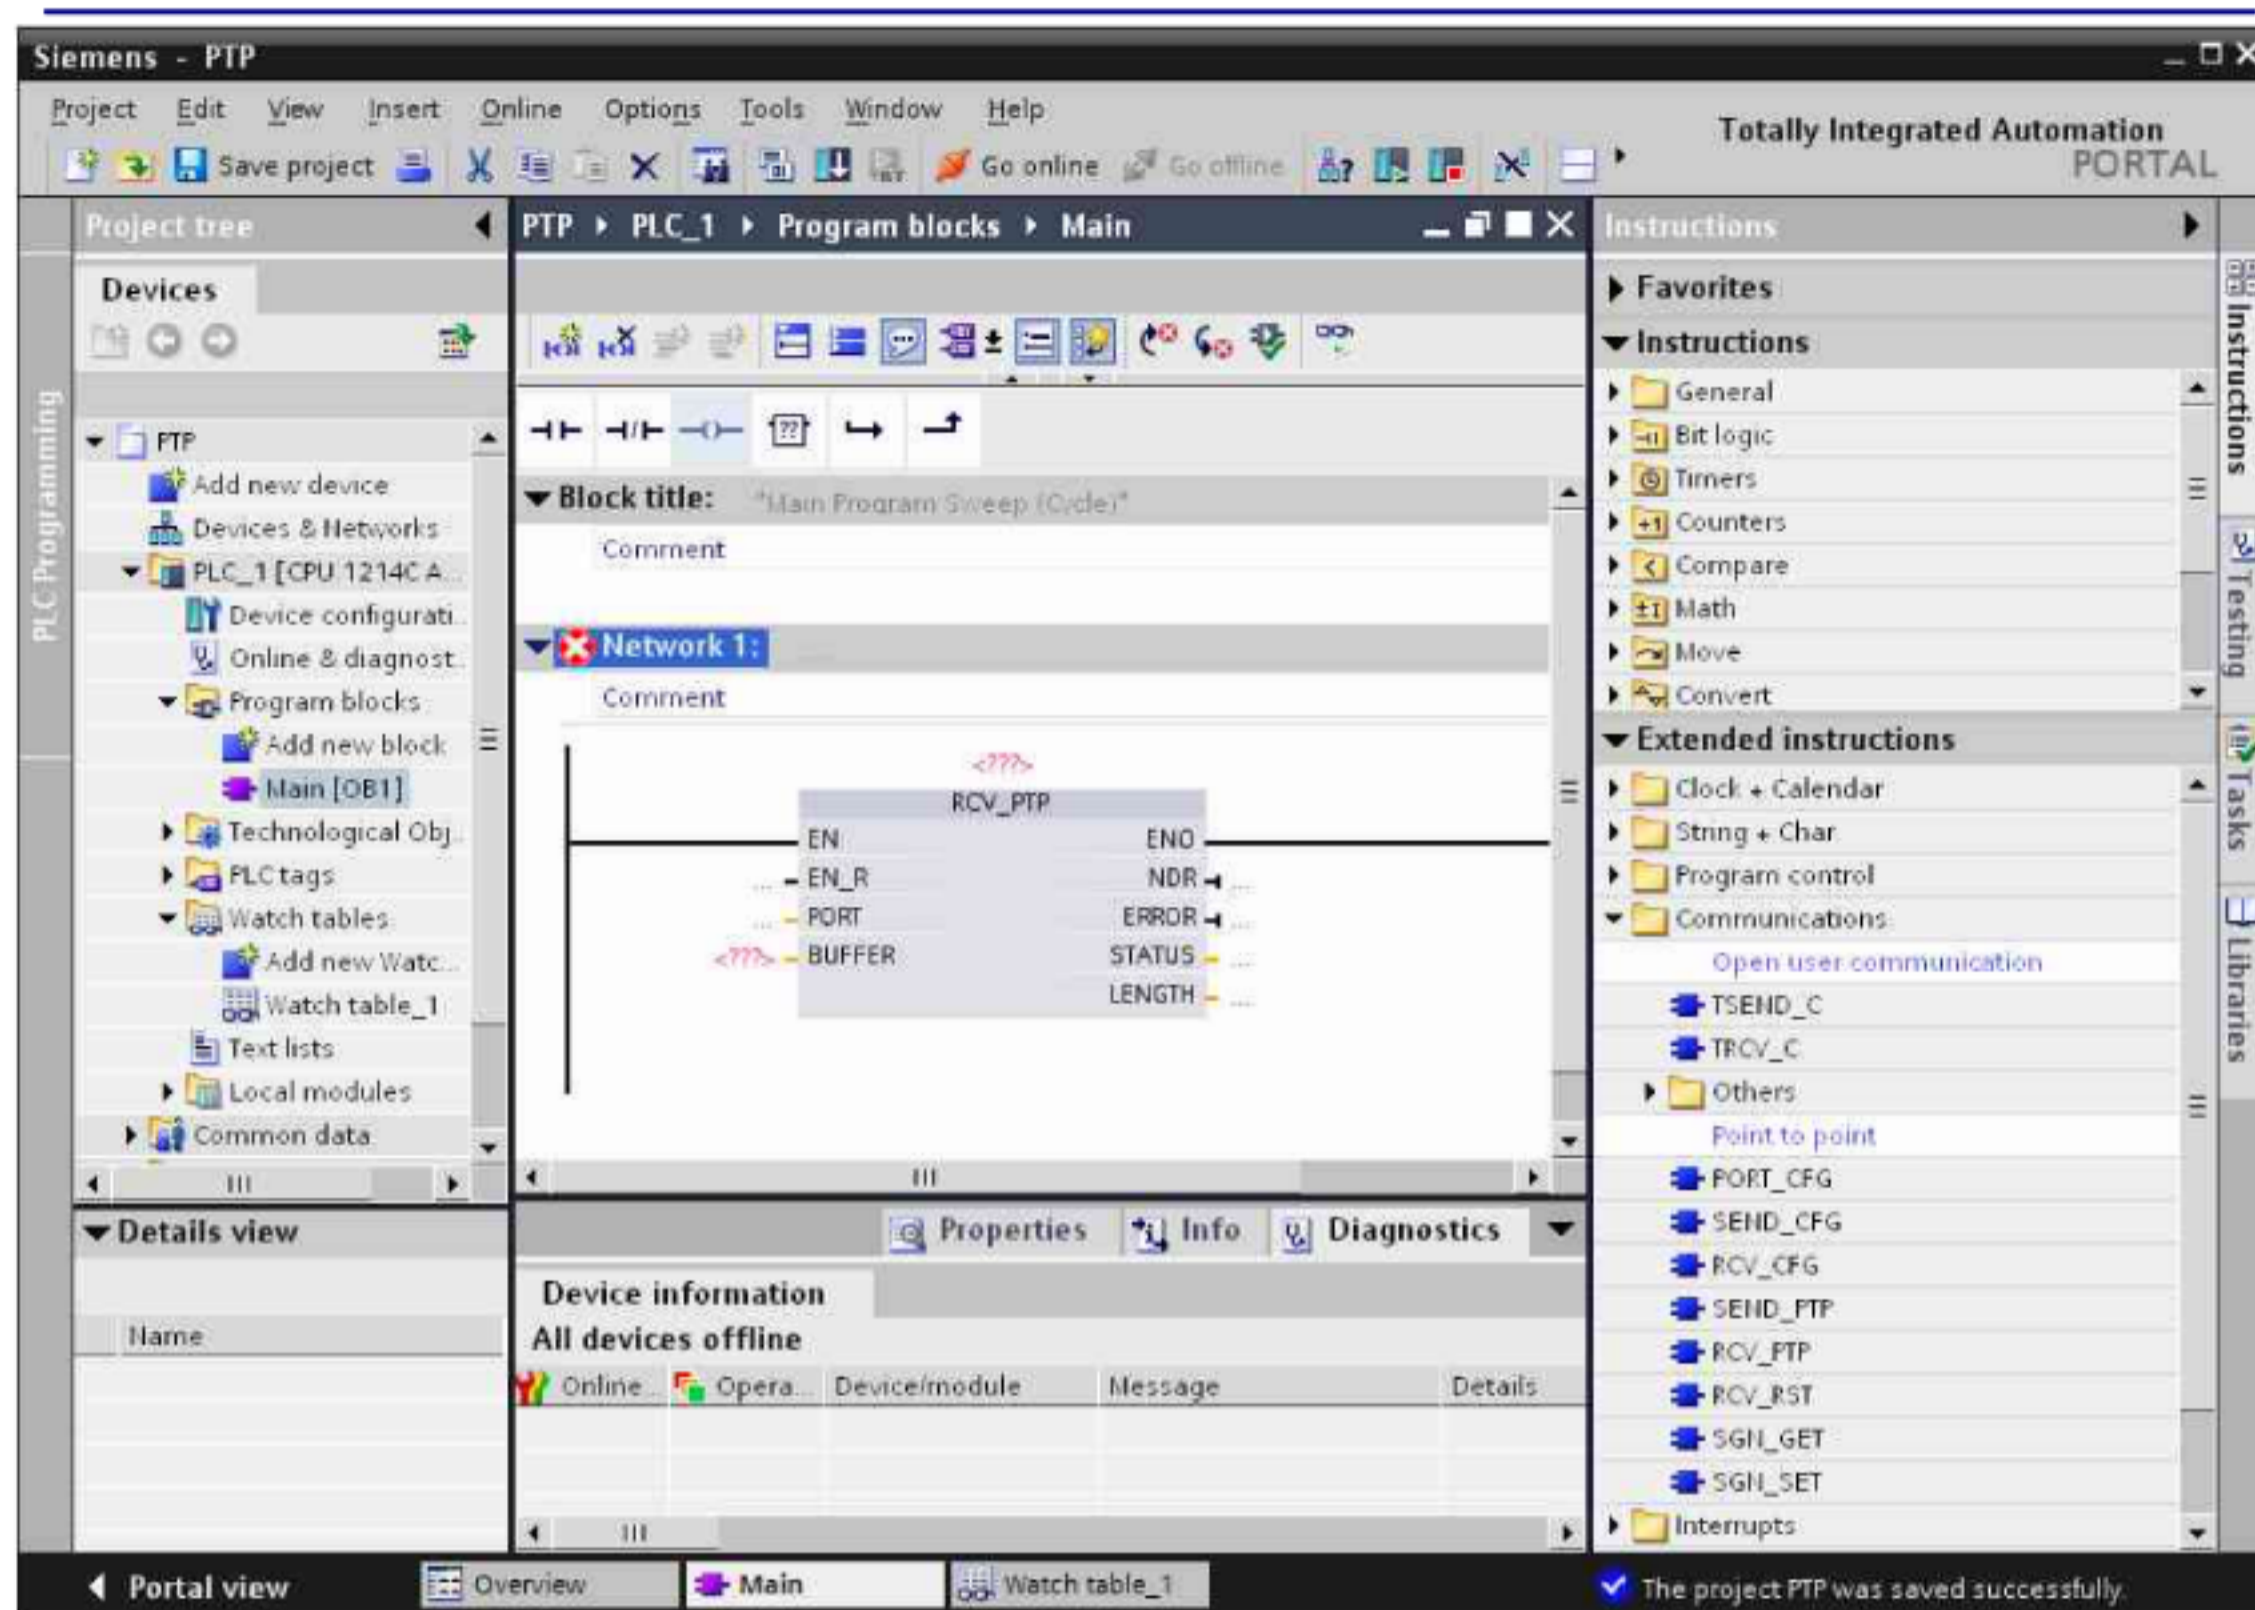 Siemens - PTP
Project Edit View Insert Online Options Tools Window Help
Totally Integrated Automation
PORTAL
Save project Go online Go offline
Project tree
Devices
PLC Programming
PTP
Add new device
Devices & Networks
PLC_1 [CPU 1214C A...
Device configurati..
Online & diagnost..
Program blocks
Add new block
Main [OB1]
Technological Obj..
PLC tags
Watch tables
Add new Watc...
Watch table_1
Text lists
Local modules
Common data
Details view
Name
PTP PLC_1 Program blocks Main
Block title: "Main Program Sweep (Cycle)"
Comment
Network 1:
Comment
<???>
RCV_PTP
EN ENO
... EN_R NDR ...
... PORT ERROR ...
<???> BUFFER STATUS ...
LENGTH ...
Properties Info Diagnostics
Device information
All devices offline
Online... Opera... Device/module Message Details
Instructions
Favorites
Instructions
General
Bit logic
Timers
Counters
Compare
Math
Move
Convert
Extended instructions
Clock + Calendar
String + Char
Program control
Communications
Open user communication
TSEND_C
TRCV_C
Others
Point to point
PORT_CFG
SEND_CFG
RCV_CFG
SEND_PTP
RCV_PTP
RCV_RST
SGN_GET
SGN_SET
Interrupts
Instructions
Testing
Tasks
Libraries
Portal view Overview Main Watch table_1 The project PTP was saved successfully.